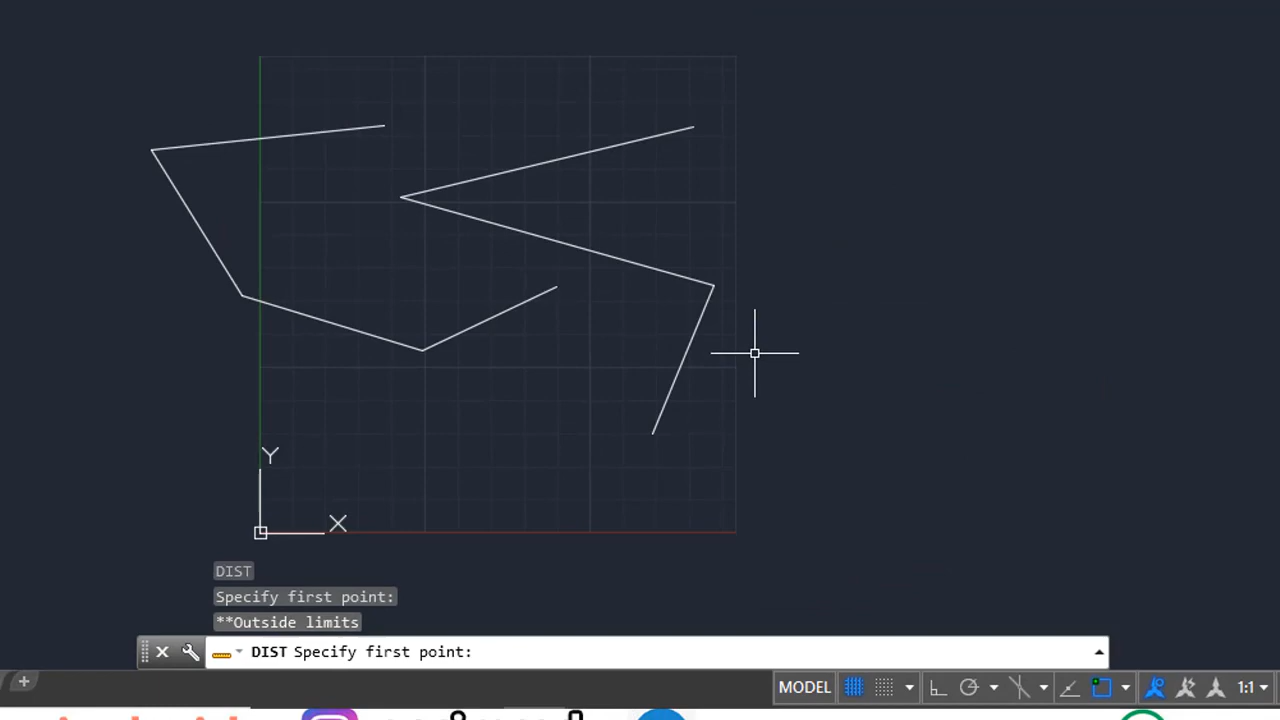 Y
X
DIST
Specify first point:
**Outside limits
DIST Specify first point:
MODEL
1:1